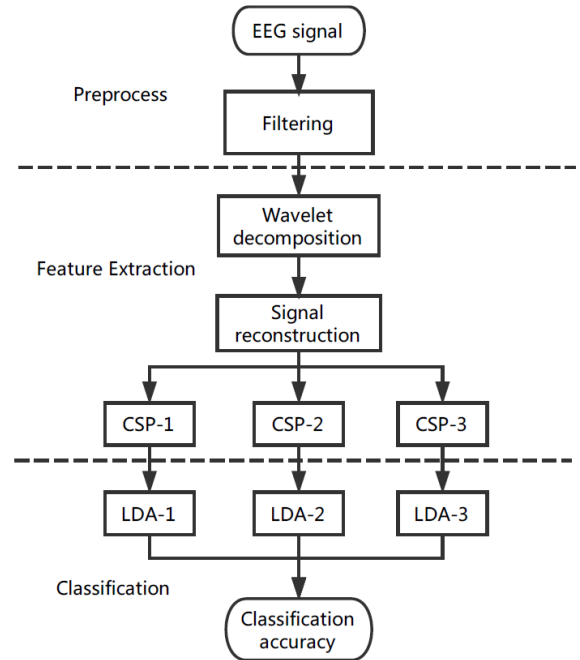 EEG signal
Preprocess
Filtering
Wavelet
decomposition
Feature Extraction
Signal
reconstruction
CSP-1
CSP-2
CSP-3
LDA-1
LDA-2
LDA-3
Classification
Classification
accuracy